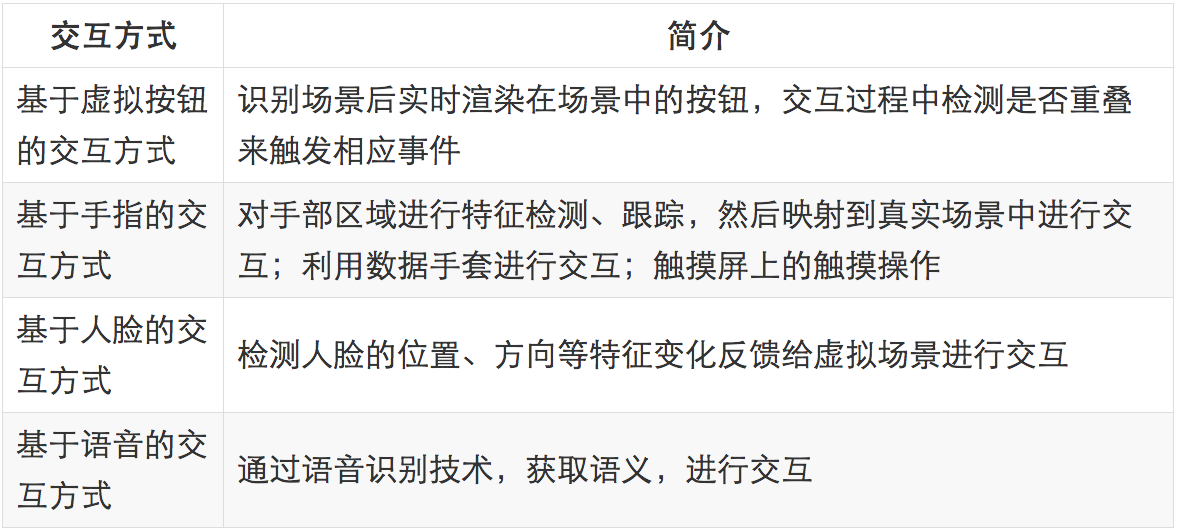 交互方式
简介
基于虚拟按钮
的交互方式
识别场景后实时渲染在场景中的按钮，交互过程中检测是否重叠
来触发相应事件
基于手指的交
互方式
对手部区域进行特征检测、跟踪，然后映射到真实场景中进行交
互；利用数据手套进行交互；触摸屏上的触摸操作
基于人脸的交
互方式
检测人脸的位置、方向等特征变化反馈给虚拟场景进行交互
基于语音的交
互方式
通过语音识别技术，获取语义，进行交互